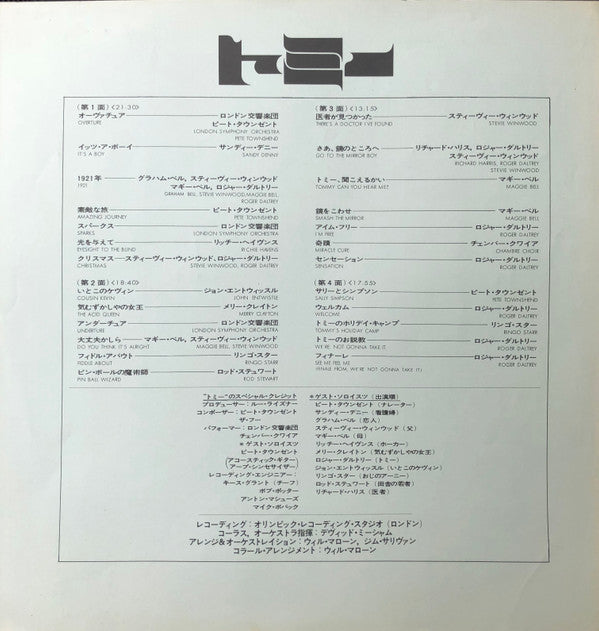 トミー
(第1面)〈21:30〉
オーヴァチュア ロンドン交響楽団
OVERTURE ピート・タウンゼント
LONDON SYMPHONY ORCHESTRA
PETE TOWNSHEND
イッツ・ア・ボーイ サンディー・デニー
IT'S A BOY SANDY DENNY
1921年 グラハム・ベル, スティーヴィー・ウィンウッド
1921 マギー・ベル, ロジャー・ダルトリー
GRAHAM BELL, STEVIE WINWOOD, MAGGIE BELL,
ROGER DALTREY
素敵な旅 ピート・タウンゼント
AMAZING JOURNEY PETE TOWNSHEND
スパークス ロンドン交響楽団
SPARKS LONDON SYMPHONY ORCHESTRA
光を与えて リッチー・ヘイヴンス
EYESIGHT TO THE BLIND RICHIE HAVENS
クリスマス スティーヴィー・ウィンウッド, ロジャー・ダルトリー
CHRISTMAS STEVIE WINWOOD, ROGER DALTREY
(第2面)〈18:40〉
いとこのケヴィン ジョン・エントウィッスル
COUSIN KEVIN JOHN ENTWISTLE
気むずかしやの女王 メリー・クレイトン
THE ACID QUEEN MERRY CLAYTON
アンダーチュア ロンドン交響楽団
UNDERTURE LONDON SYMPHONY ORCHESTRA
大丈夫かしら マギー・ベル, スティーヴィー・ウィンウッド
DO YOU THINK IT'S ALRIGHT MAGGIE BELL, STEVIE WINWOOD
フィドル・アバウト リンゴ・スター
FIDDLE ABOUT RINGO STARR
ピン・ボールの魔術師 ロッド・ステュワート
PIN BALL WIZARD ROD STEWART
(第3面)〈13:15〉
医者が見つかった スティーヴィー・ウィンウッド
THERE'S A DOCTOR I'VE FOUND STEVIE WINWOOD
さあ, 鏡のところへ リチャード・ハリス, ロジャー・ダルトリー
GO TO THE MIRROR BOY スティーヴィー・ウィンウッド
RICHARD HARRIS, ROGER DALTREY
STEVIE WINWOOD
トミー, 聞こえるかい マギー・ベル
TOMMY CAN YOU HEAR ME? MAGGIE BELL
鏡をこわせ マギー・ベル
SMASH THE MIRROR MAGGIE BELL
アイム・フリー ロジャー・ダルトリー
I'M FREE ROGER DALTREY
奇蹟 チェンバー・クワイア
MIRACLE CURE CHAMBRE CHOIR
センセーション ロジャー・ダルトリー
SENSATION ROGER DALTREY
(第4面)〈17:55〉
サリーとシンプソン ピート・タウンゼント
SALLY SIMPSON PETE TOWNSHEND
ウェルカム ロジャー・ダルトリー
WELCOME ROGER DALTREY
トミーのホリデイ・キャンプ リンゴ・スター
TOMMY'S HOLIDAY CAMP RINGO STARR
トミーのお説教 ロジャー・ダルトリー
WE'RE NOT GONNA TAKE IT ROGER DALTREY
フィナーレ ロジャー・ダルトリー
SEE ME FEEL ME ROGER DALTREY
(FINALE FROM, WE'RE NOT GONNA TAKE IT)
"トミー"のスペシャル・クレジット
プロデューサー：ルー・ライズナー
コンポーザー：ピート・タウンゼント
ザ・フー
パフォーマー：ロンドン交響楽団
チェンバー・クワイア
＊ゲスト・ソロイスツ
ピート・タウンゼント
(アコースティック・ギター)
(アープ・シンセサイザー)
レコーディング・エンジニアー：
キース・グラント(チーフ)
ボブ・ポッター
アントン・マシューズ
マイク・ボバック
＊ゲスト・ソロイスツ(出演順)
ピート・タウンゼント(ナレーター)
サンディー・デニー(看護婦)
グラハム・ベル(恋人)
スティーヴィー・ウィンウッド(父)
マギー・ベル(母)
リッチー・ヘイヴンス(ホーカー)
メリー・クレイトン(気むずかしやの女王)
ロジャー・ダルトリー(トミー)
ジョン・エントウィッスル(いとこのケヴィン)
リンゴ・スター(おじのアーニー)
ロッド・ステュワート(田舎の若者)
リチャード・ハリス(医者)
レコーディング：オリンピック・レコーディング・スタジオ(ロンドン)
コーラス, オーケストラ指揮：デヴィッド・ミーシャム
アレンジ&オーケストレイション：ウィル・マローン, ジム・サリヴァン
コラール・アレンジメント：ウィル・マローン